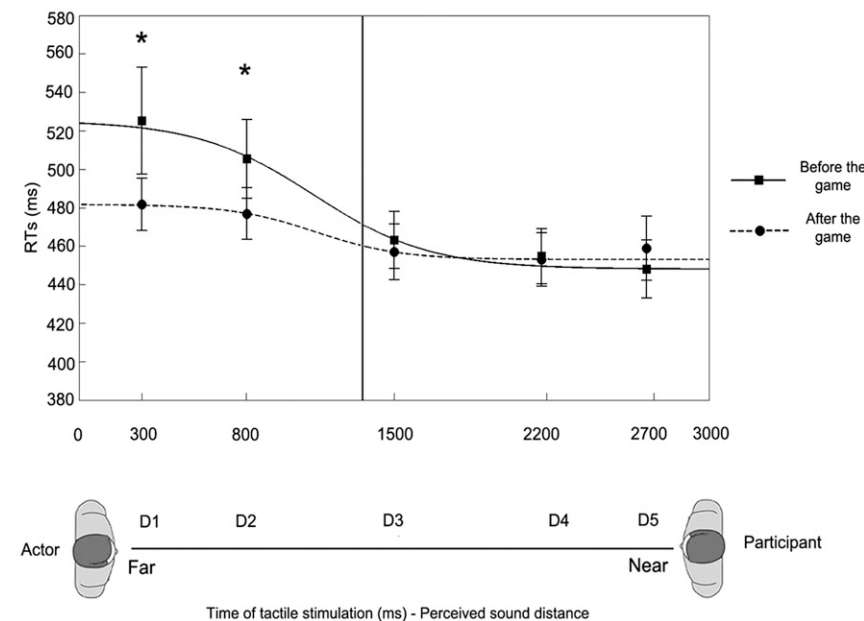 580
560
540
520
500
480
460
440
420
400
380
RTs (ms)
*
*
Before the
game
After the
game
0 300 800 1500 2200 2700 3000
D1 D2 D3 D4 D5
Actor
Participant
Far Near
Time of tactile stimulation (ms) - Perceived sound distance